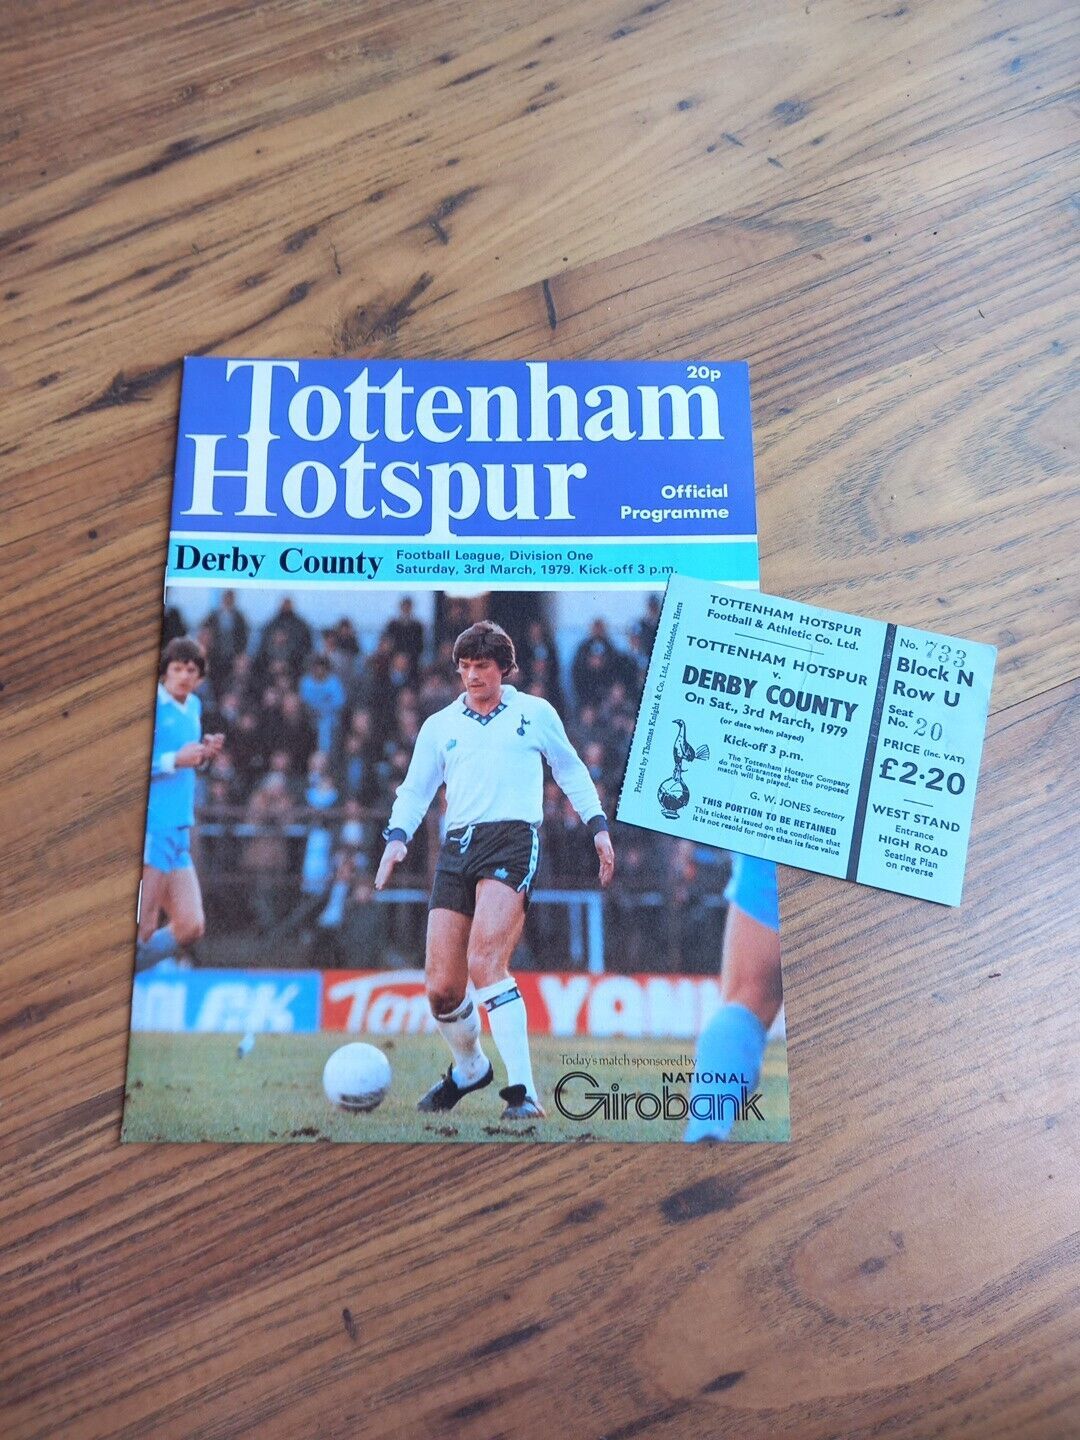 20p
Tottenham
Hotspur
Official
Programme
Derby County
Football League, Division One
Saturday, 3rd March, 1979. Kick-off 3 p.m.
YAN
Today's match sponsored by
NATIONAL
Girobank
Printed by Thomas Knight & Co. Ltd., Hoddesdon, Herts
TOTTENHAM HOTSPUR
Football & Athletic Co. Ltd.
TOTTENHAM HOTSPUR
v.
DERBY COUNTY
On Sat., 3rd March, 1979
(or date when played)
Kick-off 3 p.m.
The Tottenham Hotspur Company
do not Guarantee that the proposed
match will be played.
G. W. JONES Secretary
THIS PORTION TO BE RETAINED
This ticket is issued on the condition that
it is not resold for more than its face value
No. 733
Block N
Row U
Seat
No. 20
PRICE (inc. VAT)
£2·20
WEST STAND
Entrance
HIGH ROAD
Seating Plan
on reverse